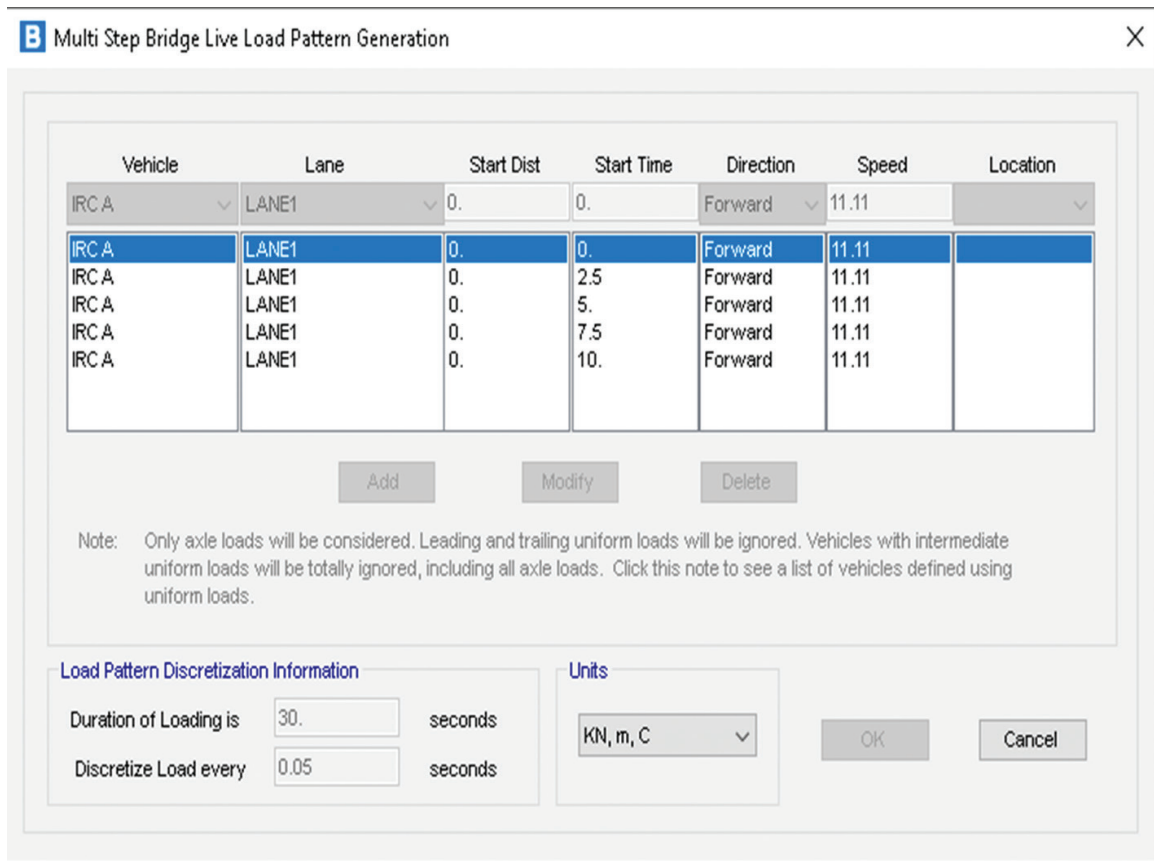 B Multi Step Bridge Live Load Pattern Generation X
Vehicle Lane Start Dist Start Time Direction Speed Location
IRC A LANE1 0. 0. Forward 11.11
IRC A LANE1 0. 0. Forward 11.11
IRC A LANE1 0. 2.5 Forward 11.11
IRC A LANE1 0. 5. Forward 11.11
IRC A LANE1 0. 7.5 Forward 11.11
IRC A LANE1 0. 10. Forward 11.11
Add Modify Delete
Note: Only axle loads will be considered. Leading and trailing uniform loads will be ignored. Vehicles with intermediate
uniform loads will be totally ignored, including all axle loads. Click this note to see a list of vehicles defined using
uniform loads.
Load Pattern Discretization Information Units
Duration of Loading is 30. seconds
KN, m, C OK Cancel
Discretize Load every 0.05 seconds